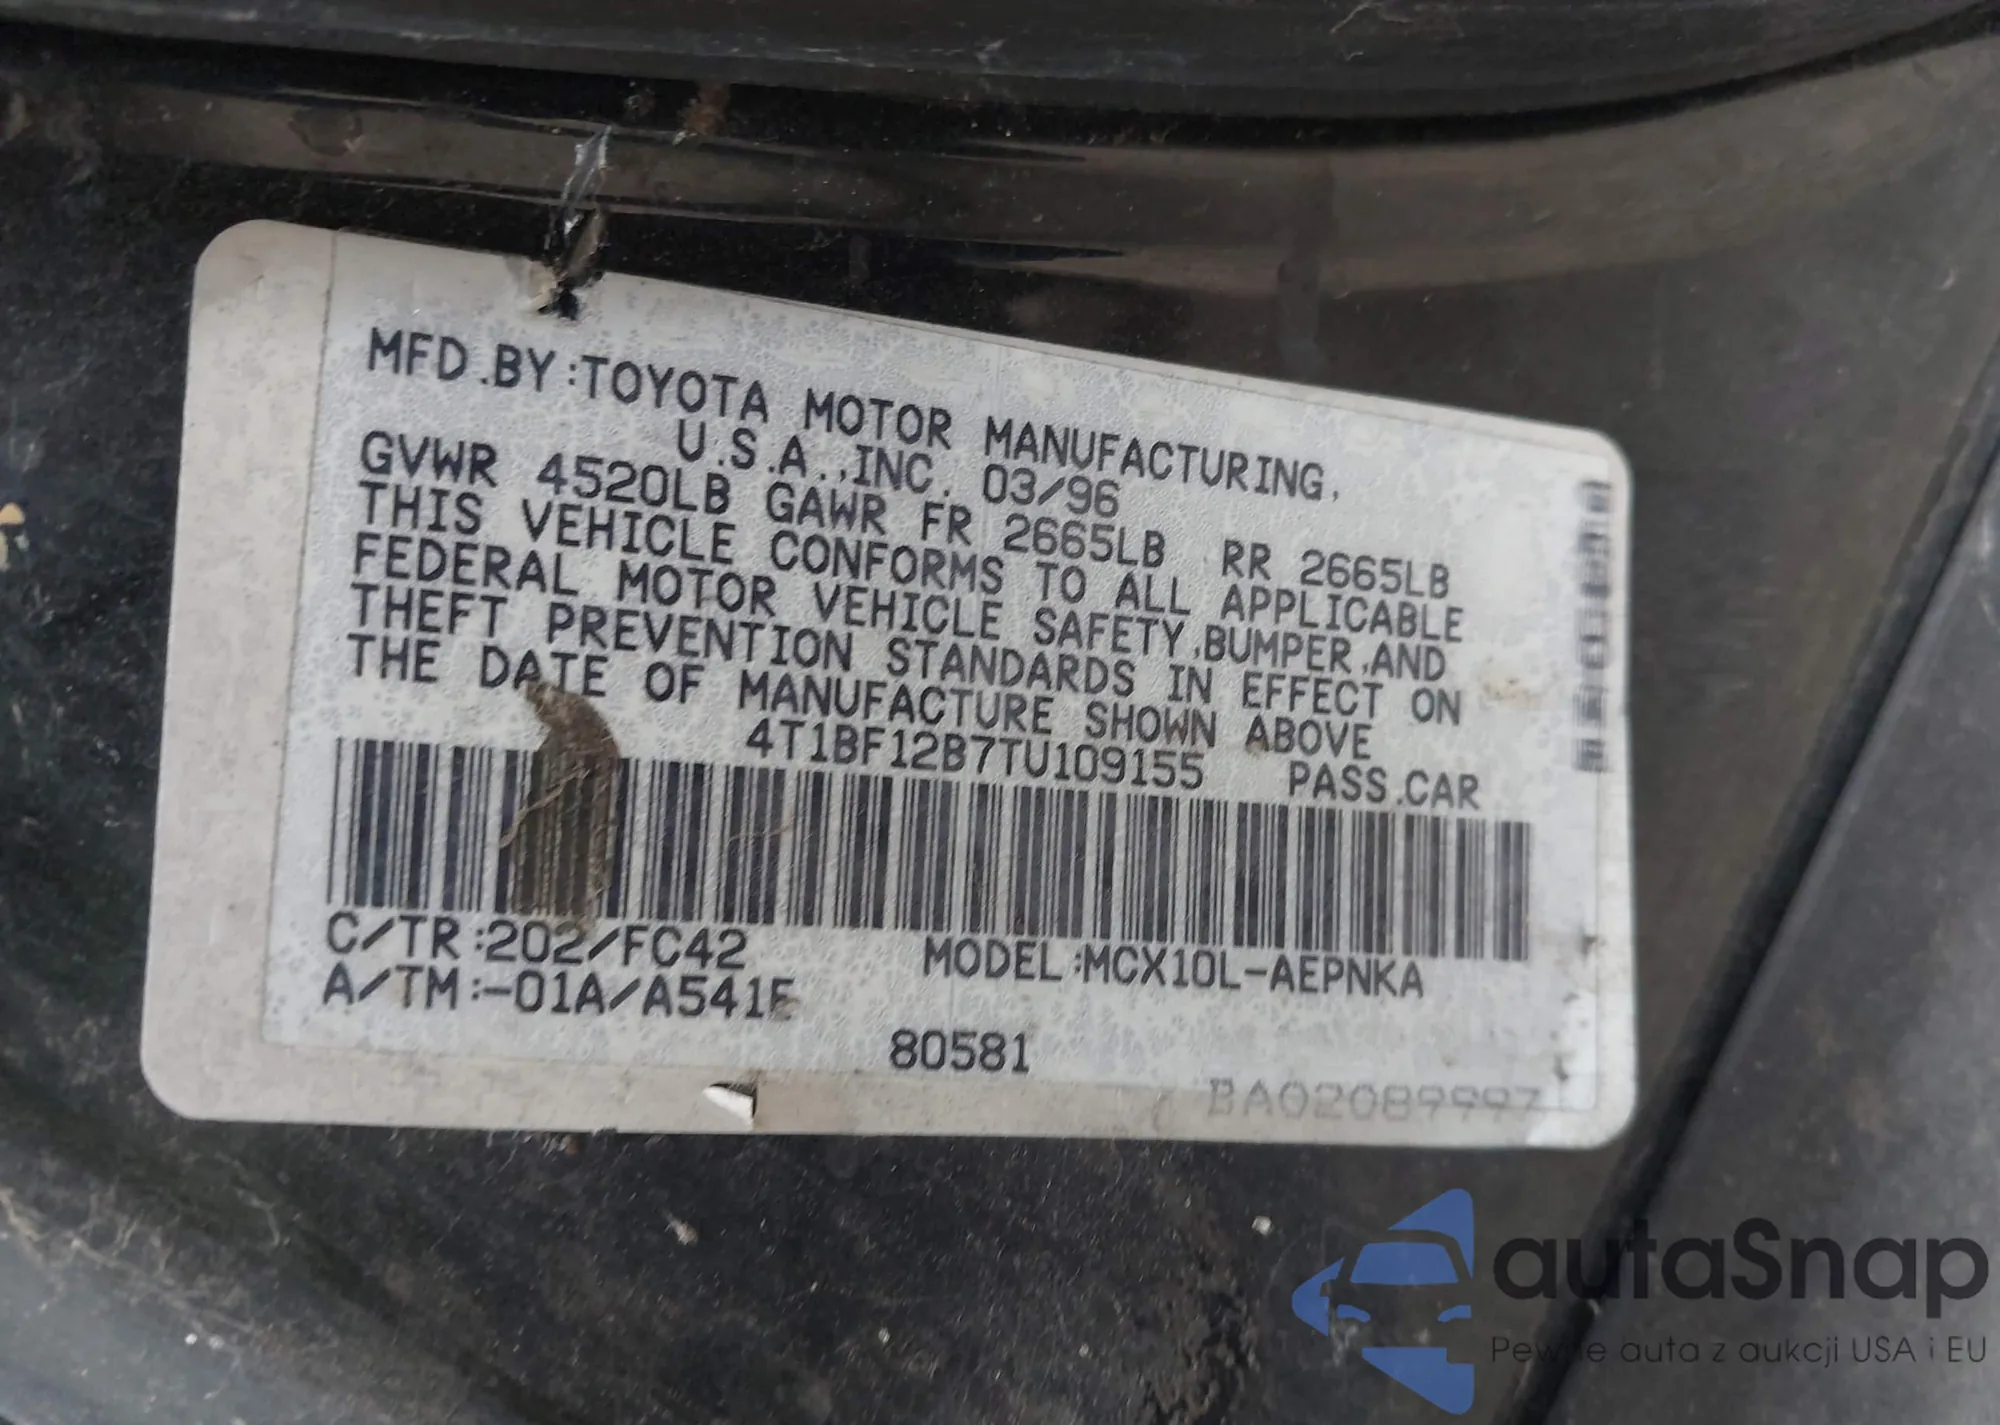 MFD.BY:TOYOTA MOTOR MANUFACTURING,
U.S.A.,INC. 03/96
GVWR 4520LB GAWR FR 2665LB RR 2665LB
THIS VEHICLE CONFORMS TO ALL APPLICABLE
FEDERAL MOTOR VEHICLE SAFETY,BUMPER,AND
THEFT PREVENTION STANDARDS IN EFFECT ON
THE DATE OF MANUFACTURE SHOWN ABOVE
4T1BF12B7TU109155 PASS.CAR
C/TR:202/FC42 MODEL:MCX10L-AEPNKA
A/TM:-01A/A541E
80581
BA02089997
autaSnap
Pewne auta z aukcji USA i EU